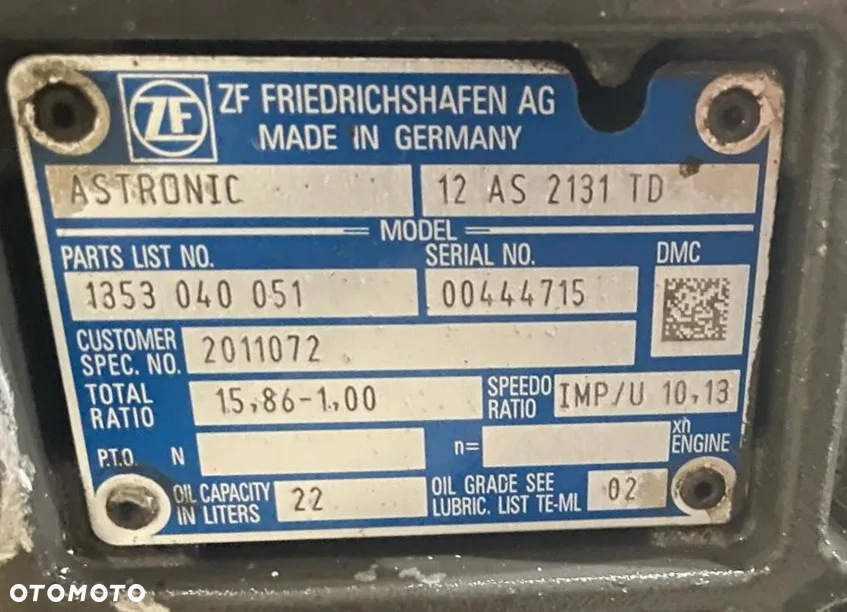 ZF ZF FRIEDRICHSHAFEN AG
MADE IN GERMANY
ASTRONIC 12 AS 2131 TD
MODEL
PARTS LIST NO. SERIAL NO. DMC
1353 040 051 00444715
CUSTOMER
SPEC. NO. 2011072
TOTAL
RATIO 15,86-1,00 SPEEDO
RATIO IMP/U 10,13
P.T.O. N n= xn
ENGINE
OIL CAPACITY
IN LITERS 22 OIL GRADE SEE
LUBRIC. LIST TE-ML 02
OTOMOTO